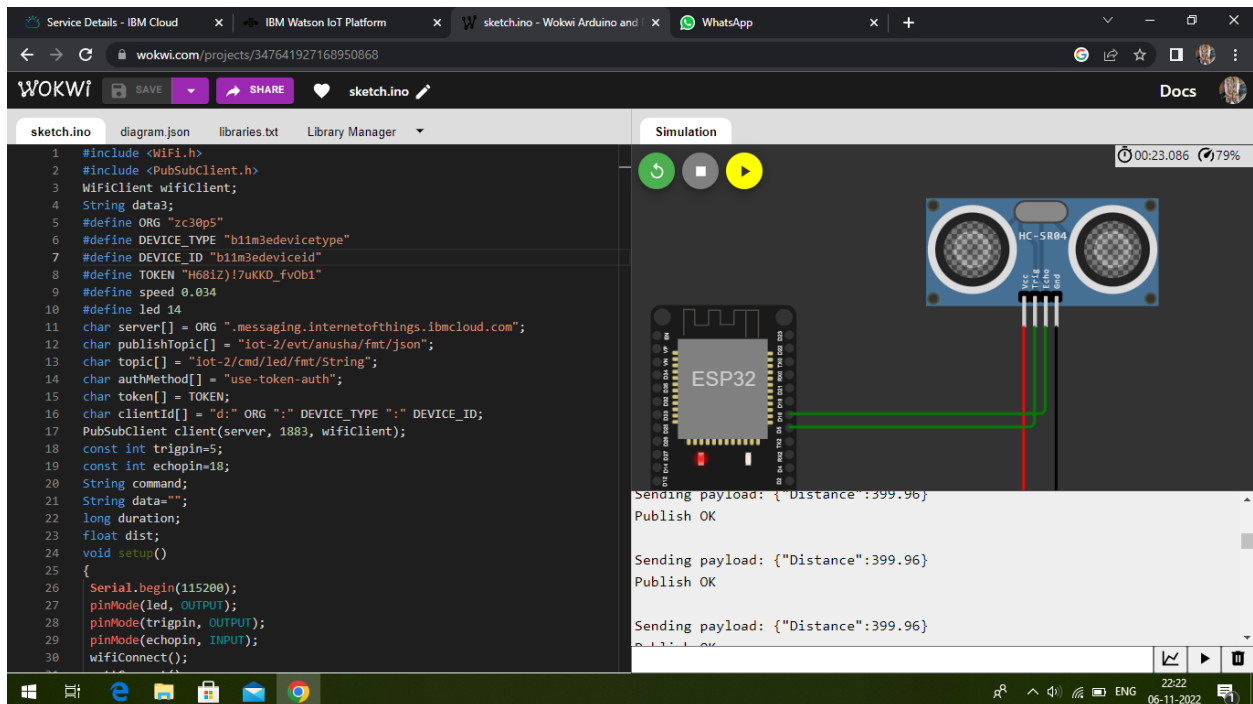 Service Details - IBM Cloud
IBM Watson IoT Platform
sketch.ino - Wokwi Arduino and
WhatsApp
wokwi.com/projects/347641927168950868
WOKWI
SAVE
SHARE
sketch.ino
Docs
sketch.ino
diagram.json
libraries.txt
Library Manager
Simulation
1 #include <WiFi.h>
2 #include <PubSubClient.h>
3 WiFiClient wifiClient;
4 String data3;
5 #define ORG "zc30p5"
6 #define DEVICE_TYPE "b11m3edevicetype"
7 #define DEVICE_ID "b11m3edeviceid"
8 #define TOKEN "H68iZ)!7uKKD_fvOb1"
9 #define speed 0.034
10 #define led 14
11 char server[] = ORG ".messaging.internetofthings.ibmcloud.com";
12 char publishTopic[] = "iot-2/evt/anusha/fmt/json";
13 char topic[] = "iot-2/cmd/led/fmt/String";
14 char authMethod[] = "use-token-auth";
15 char token[] = TOKEN;
16 char clientId[] = "d:" ORG ":" DEVICE_TYPE ":" DEVICE_ID;
17 PubSubClient client(server, 1883, wifiClient);
18 const int trigpin=5;
19 const int echopin=18;
20 String command;
21 String data="";
22 long duration;
23 float dist;
24 void setup()
25 {
26 Serial.begin(115200);
27 pinMode(led, OUTPUT);
28 pinMode(trigpin, OUTPUT);
29 pinMode(echopin, INPUT);
30 wifiConnect();
00:23.086 79%
HC-SR04
Vcc
Trig
Echo
Gnd
ESP32
Sending payload: {"Distance":399.96}
Publish OK
Sending payload: {"Distance":399.96}
Publish OK
Sending payload: {"Distance":399.96}
ENG
22:22
06-11-2022